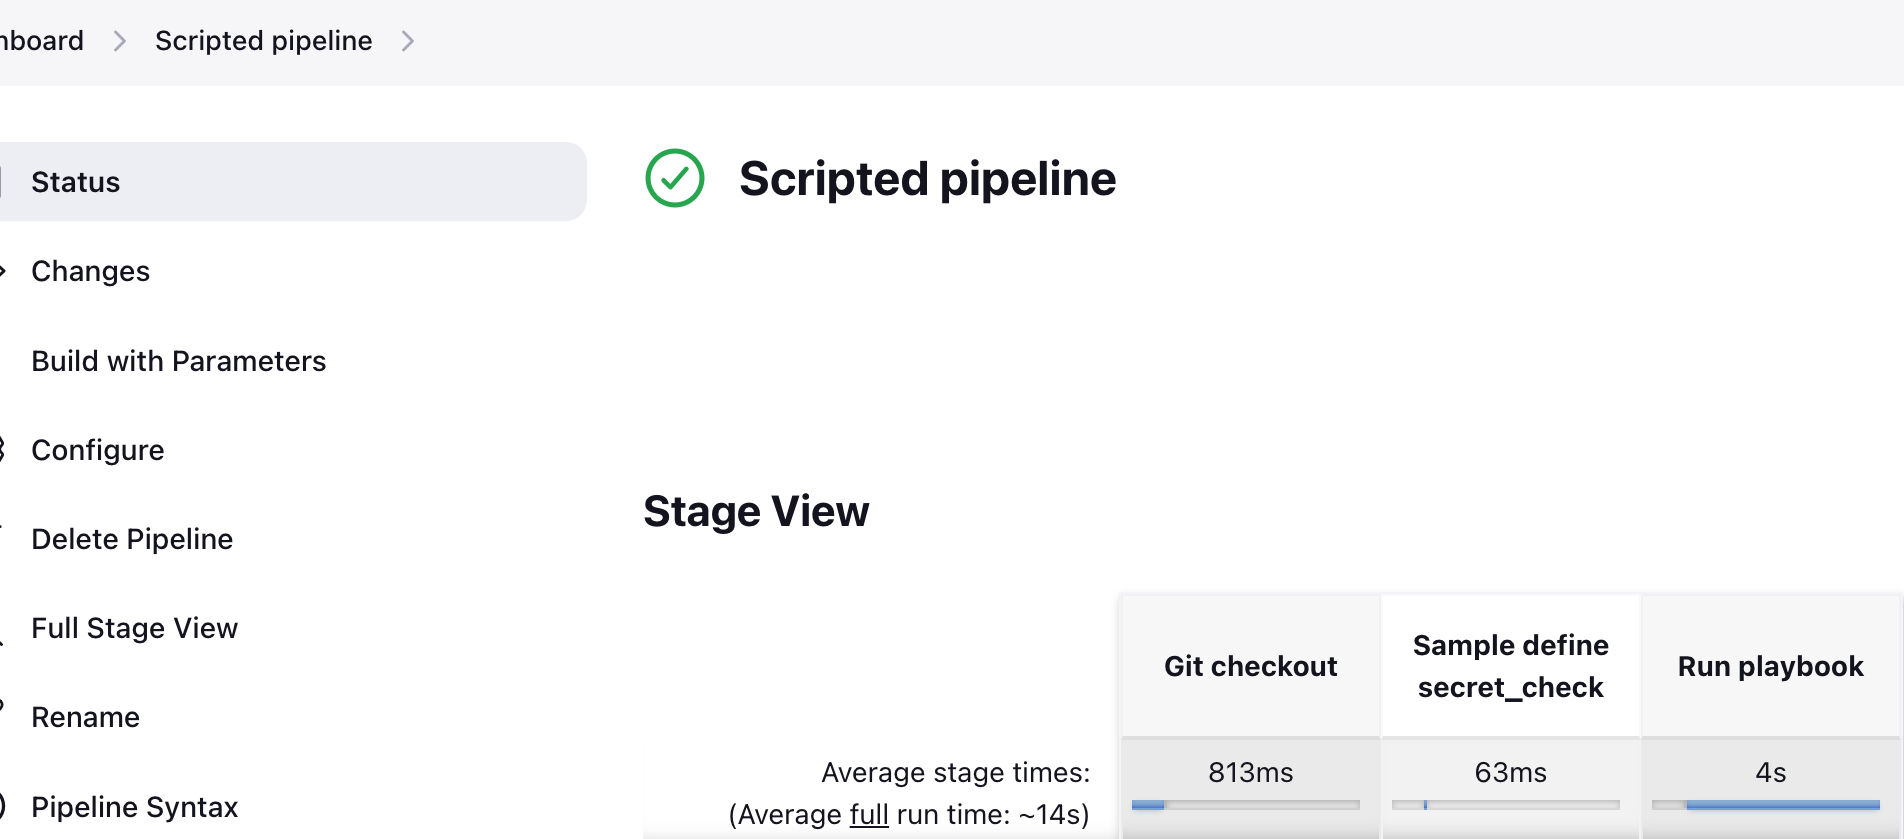 Scripted pipeline
Status
Changes
Build with Parameters
Configure
Delete Pipeline
Full Stage View
Rename
Pipeline Syntax
Scripted pipeline
Stage View
Git checkout
Sample define
secret_check
Run playbook
Average stage times:
(Average full run time: ~14s)
813ms
63ms
4s